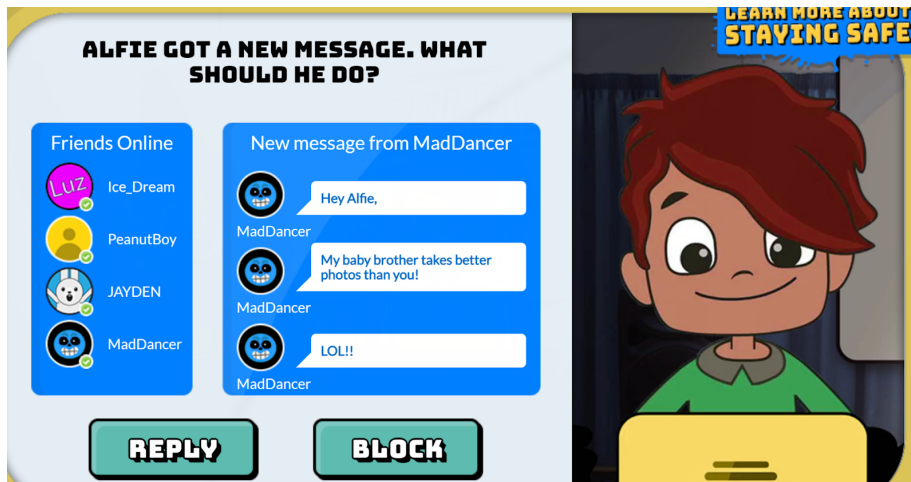 LEARN MORE ABOUT
STAYING SAFE
ALFIE GOT A NEW MESSAGE. WHAT
SHOULD HE DO?
Friends Online
Luz
Ice_Dream
PeanutBoy
JAYDEN
MadDancer
New message from MadDancer
Hey Alfie,
MadDancer
My baby brother takes better
photos than you!
MadDancer
LOL!!
MadDancer
REPLY
BLOCK